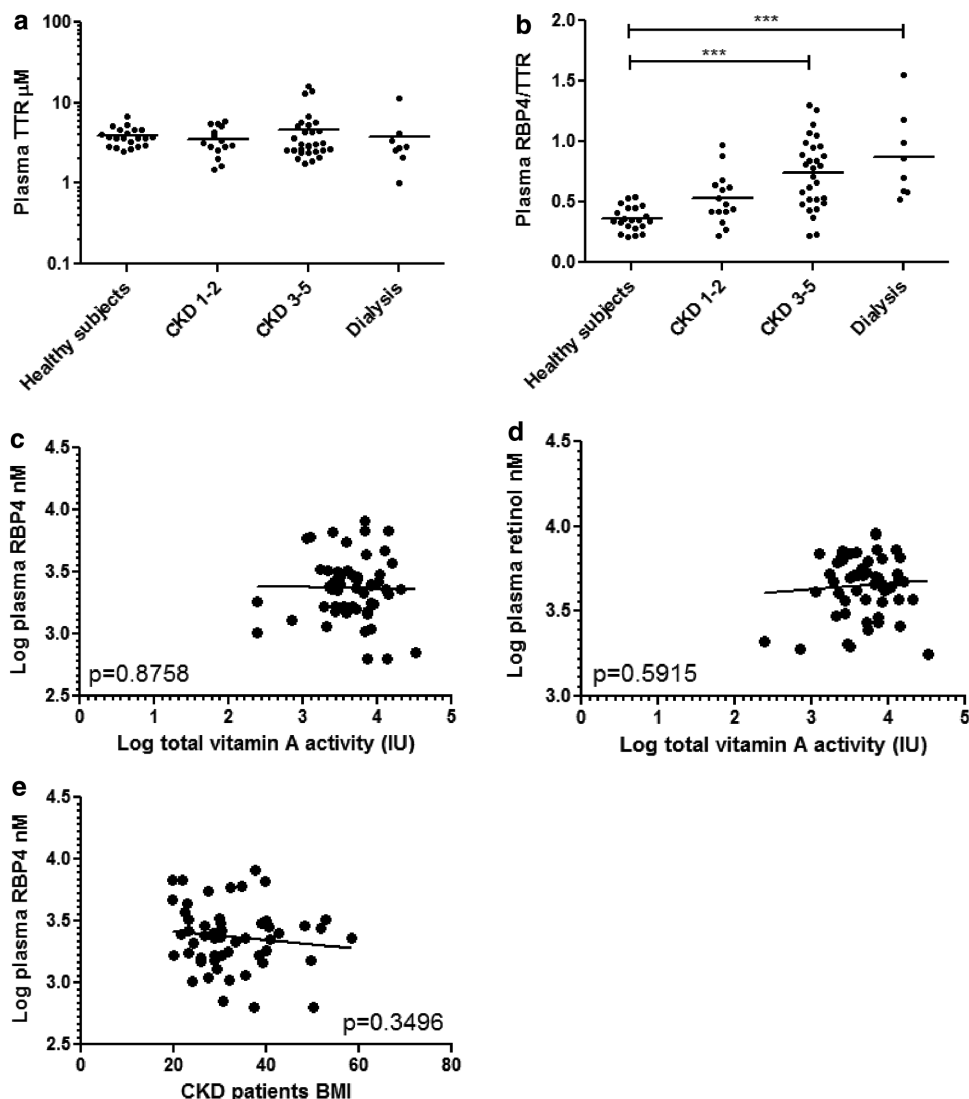 a
100
10
1
0.1
Plasma TTR µM
Healthy subjects
CKD 1-2
CKD 3-5
Dialysis
b
2.0
1.5
1.0
0.5
0.0
Plasma RBP4/TTR
***
***
Healthy subjects
CKD 1-2
CKD 3-5
Dialysis
c
4.5
4.0
3.5
3.0
2.5
Log plasma RBP4 nM
p=0.8758
0 1 2 3 4 5
Log total vitamin A activity (IU)
d
4.5
4.0
3.5
3.0
Log plasma retinol nM
p=0.5915
0 1 2 3 4 5
Log total vitamin A activity (IU)
e
4.5
4.0
3.5
3.0
2.5
Log plasma RBP4 nM
p=0.3496
0 20 40 60 80
CKD patients BMI